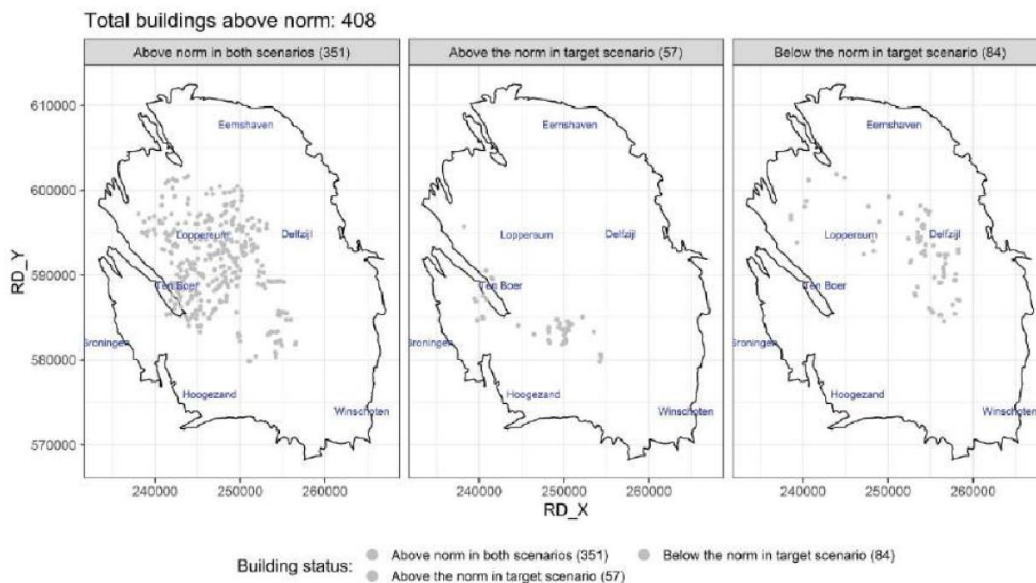 Total buildings above norm: 408
Above norm in both scenarios (351)
Above the norm in target scenario (57)
Below the norm in target scenario (84)
610000
600000
590000
580000
570000
RD_Y
Eemshaven
Loppersum
Delfzijl
Ten Boer
Groningen
Hoogezand
Winschoten
Eemshaven
Loppersum
Delfzijl
Ten Boer
Groningen
Hoogezand
Winschoten
Eemshaven
Loppersum
Delfzijl
Ten Boer
Groningen
Hoogezand
Winschoten
240000 250000 260000
240000 250000 260000
240000 250000 260000
RD_X
Building status:
Above norm in both scenarios (351)
Below the norm in target scenario (84)
Above the norm in target scenario (57)